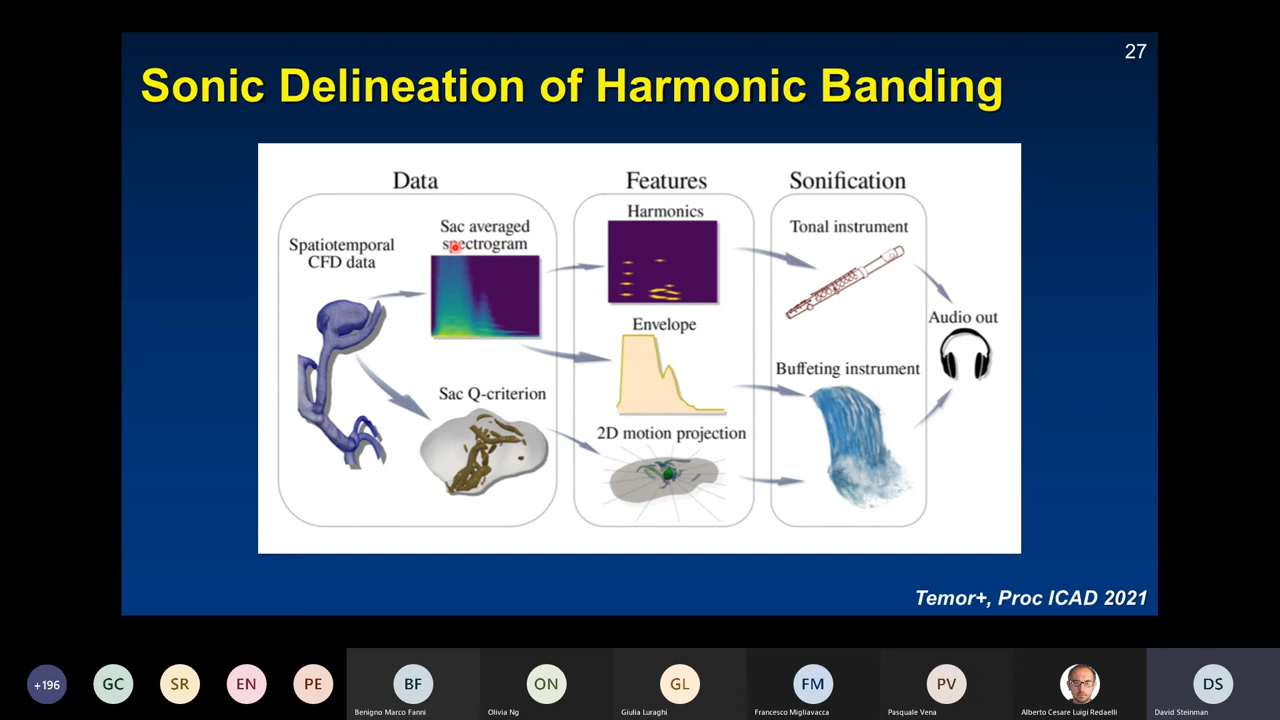 27
Sonic Delineation of Harmonic Banding
Data
Features
Sonification
Spatiotemporal
CFD data
Sac averaged
spectrogram
Sac Q-criterion
Harmonics
Envelope
2D motion projection
Tonal instrument
Buffeting instrument
Audio out
Temor+, Proc ICAD 2021
+196
GC
SR
EN
PE
BF
Benigno Marco Fanni
ON
Olivia Ng
GL
Giulia Luraghi
FM
Francesco Migliavacca
PV
Pasquale Vena
Alberto Cesare Luigi Redaelli
DS
David Steinman